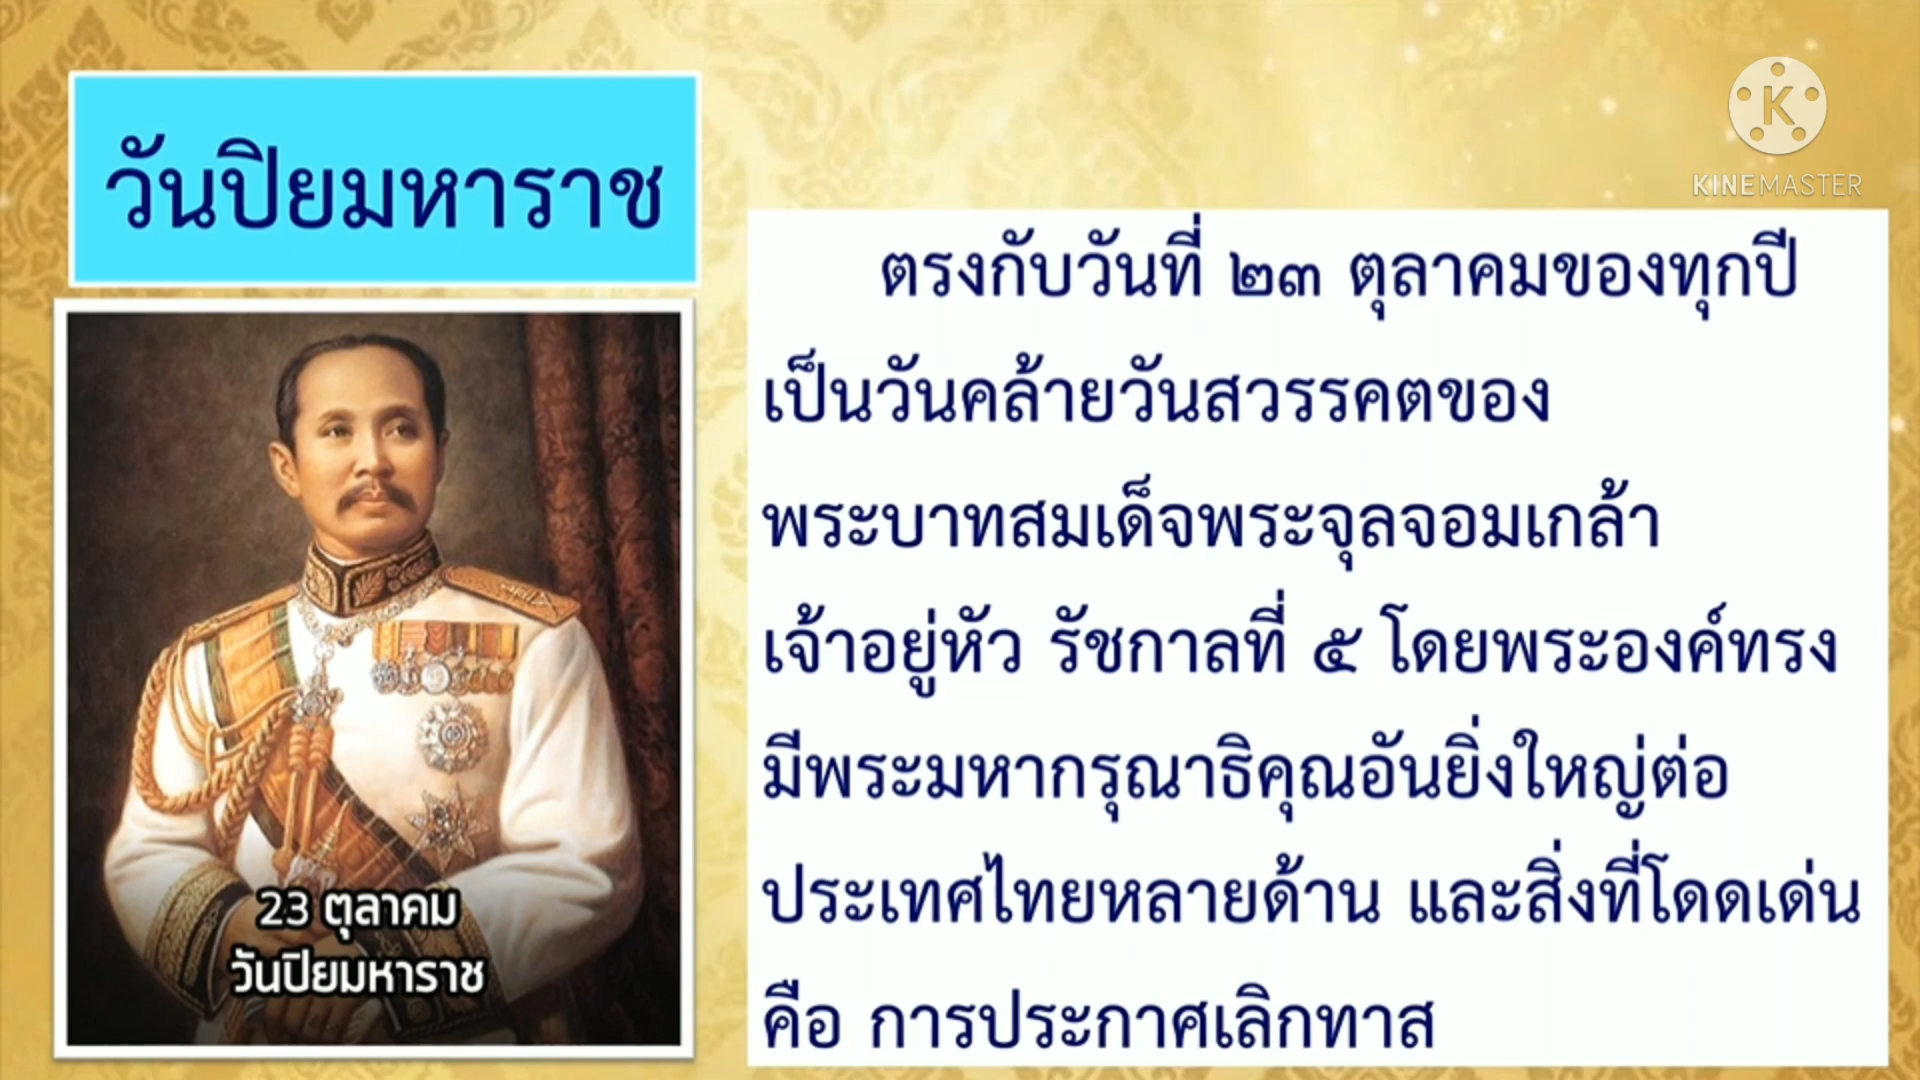 วันปิยมหาราช
23 ตุลาคม
วันปิยมหาราช
KINEMASTER
ตรงกับวันที่ ๒๓ ตุลาคมของทุกปี
เป็นวันคล้ายวันสวรรคตของ
พระบาทสมเด็จพระจุลจอมเกล้า
เจ้าอยู่หัว รัชกาลที่ ๕ โดยพระองค์ทรง
มีพระมหากรุณาธิคุณอันยิ่งใหญ่ต่อ
ประเทศไทยหลายด้าน และสิ่งที่โดดเด่น
คือ การประกาศเลิกทาส